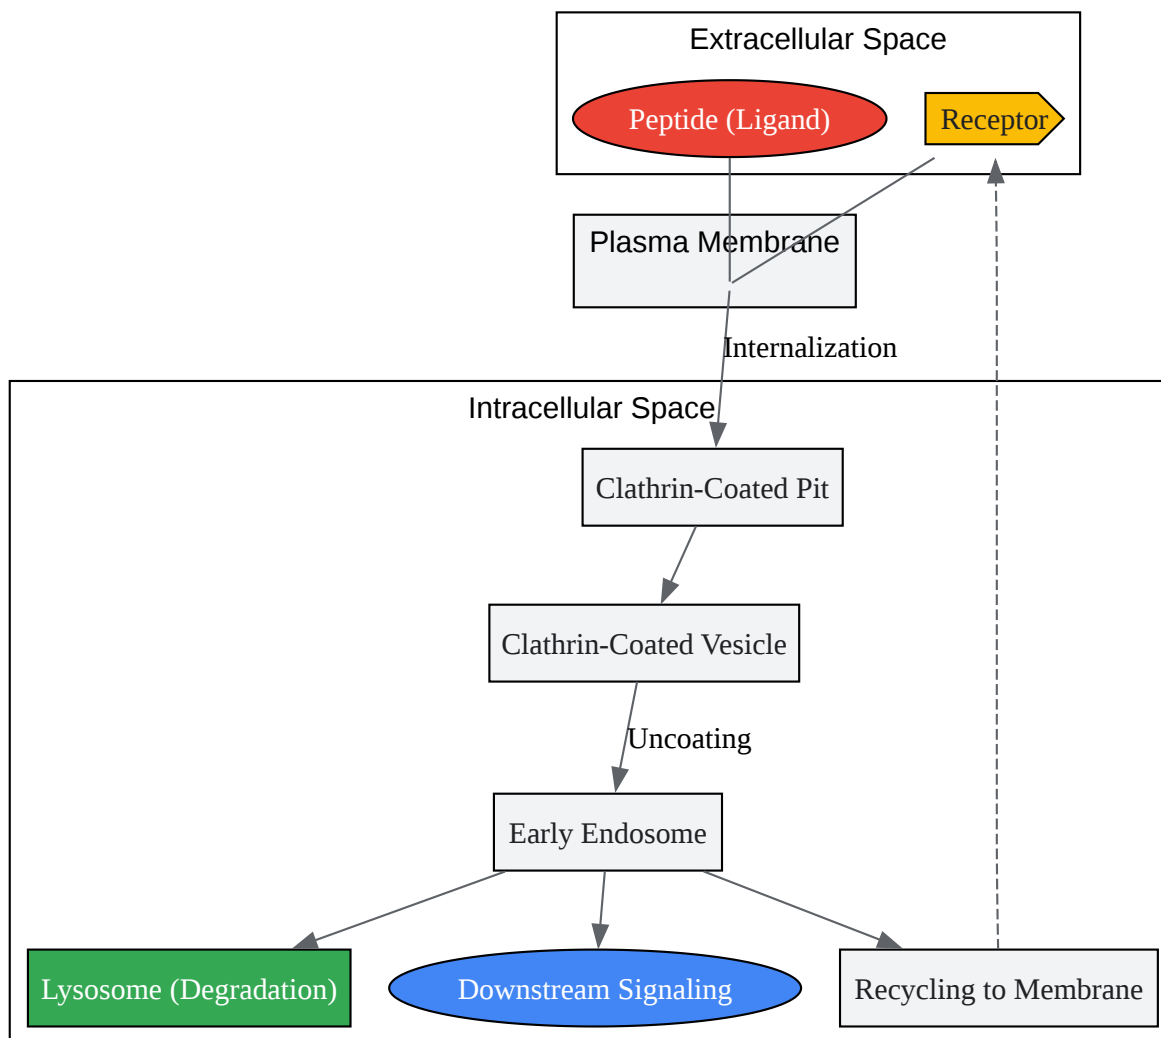 Extracellular Space
Peptide (Ligand)
Receptor
Plasma Membrane
Internalization
Intracellular Space
Clathrin-Coated Pit
Clathrin-Coated Vesicle
Uncoating
Early Endosome
Lysosome (Degradation)
Downstream Signaling
Recycling to Membrane